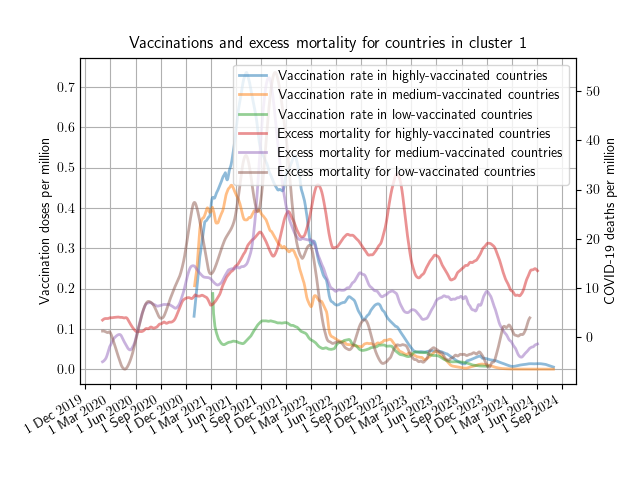 Vaccinations and excess mortality for countries in cluster 1
Vaccination rate in highly-vaccinated countries
Vaccination rate in medium-vaccinated countries
Vaccination rate in low-vaccinated countries
Excess mortality for highly-vaccinated countries
Excess mortality for medium-vaccinated countries
Excess mortality for low-vaccinated countries
Vaccination doses per million
0.7
0.6
0.5
0.4
0.3
0.2
0.1
0.0
COVID-19 deaths per million
50
40
30
20
10
0
1 Dec 2019
1 Mar 2020
1 Jun 2020
1 Sep 2020
1 Dec 2020
1 Mar 2021
1 Jun 2021
1 Sep 2021
1 Dec 2021
1 Mar 2022
1 Jun 2022
1 Sep 2022
1 Dec 2022
1 Mar 2023
1 Jun 2023
1 Sep 2023
1 Dec 2023
1 Mar 2024
1 Jun 2024
1 Sep 2024